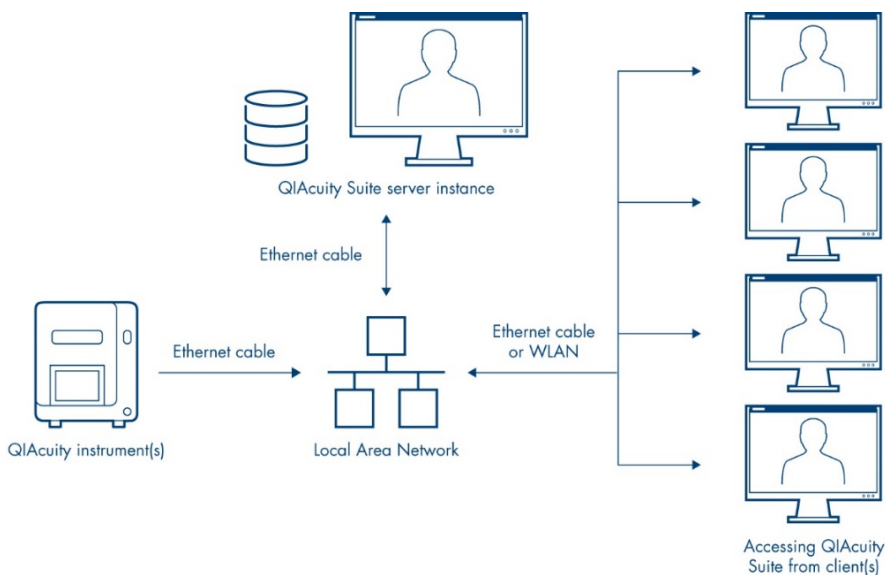 QIAcuity Suite server instance
Ethernet cable
Ethernet cable
Ethernet cable
or WLAN
QIAcuity instrument(s)
Local Area Network
Accessing QIAcuity
Suite from client(s)